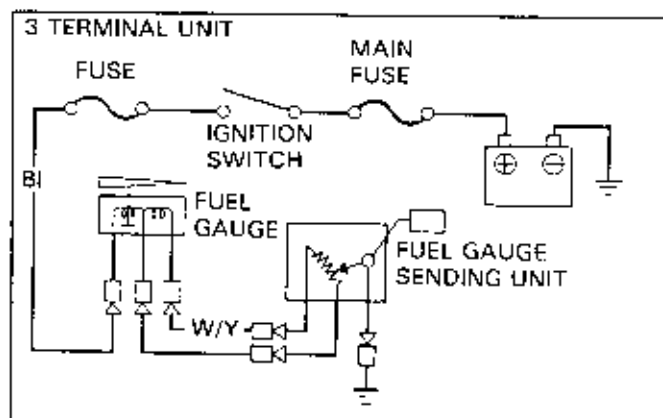 3 TERMINAL UNIT
FUSE
MAIN
FUSE
IGNITION
SWITCH
Bl
FUEL
GAUGE
FUEL GAUGE
SENDING UNIT
W/Y